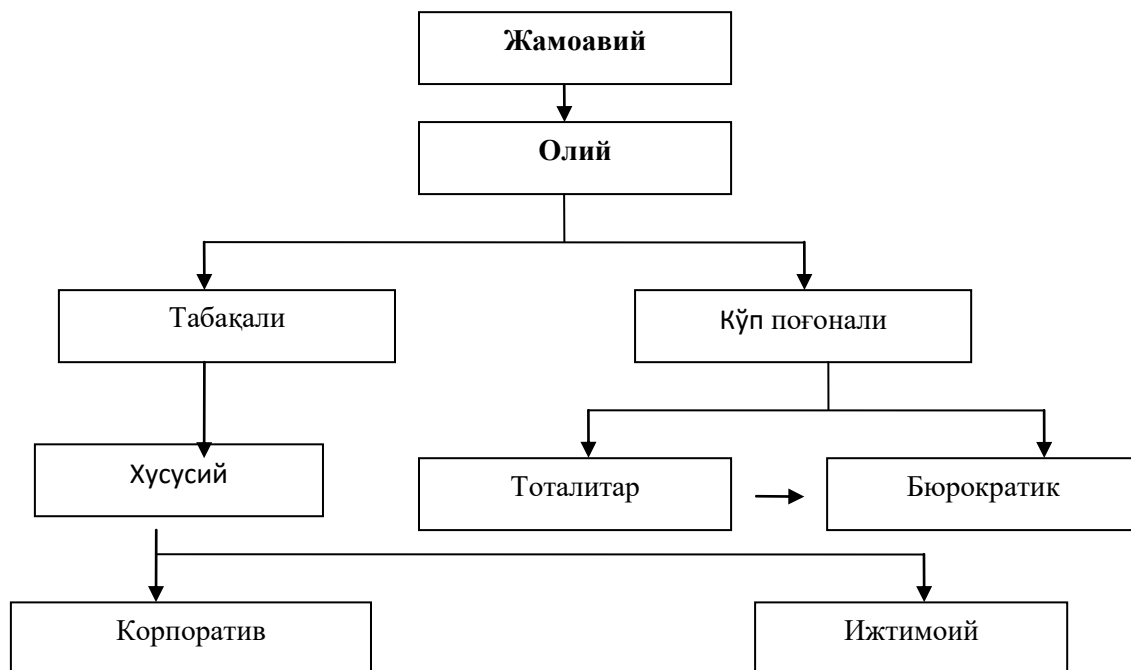 Жамоавий
Олий
Табақали
Кўп поғонали
Хусусий
Тоталитар
Бюрократик
Корпоратив
Ижтимоий